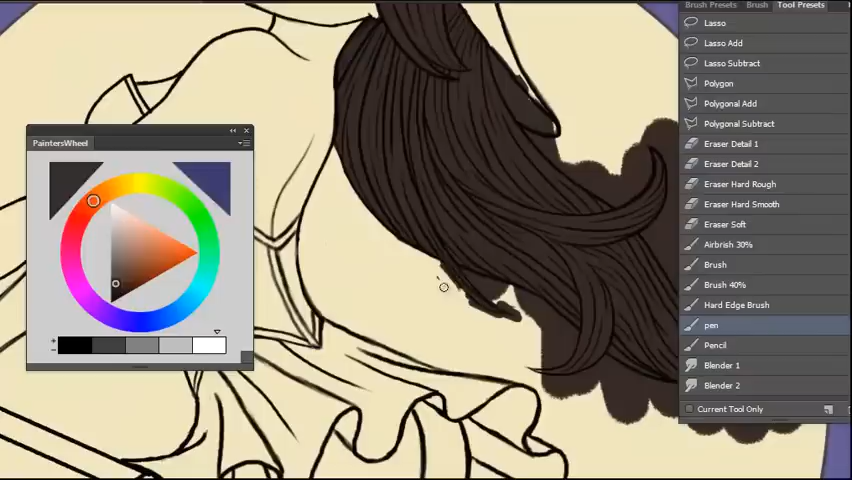 Brush Presets Brush Tool Presets
Lasso
Lasso Add
Lasso Subtract
Polygon
Polygonal Add
Polygonal Subtract
Eraser Detail 1
Eraser Detail 2
Eraser Hard Rough
Eraser Hard Smooth
Eraser Soft
Airbrish 30%
Brush
Brush 40%
Hard Edge Brush
pen
Pencil
Blender 1
Blender 2
Current Tool Only
PaintersWheel